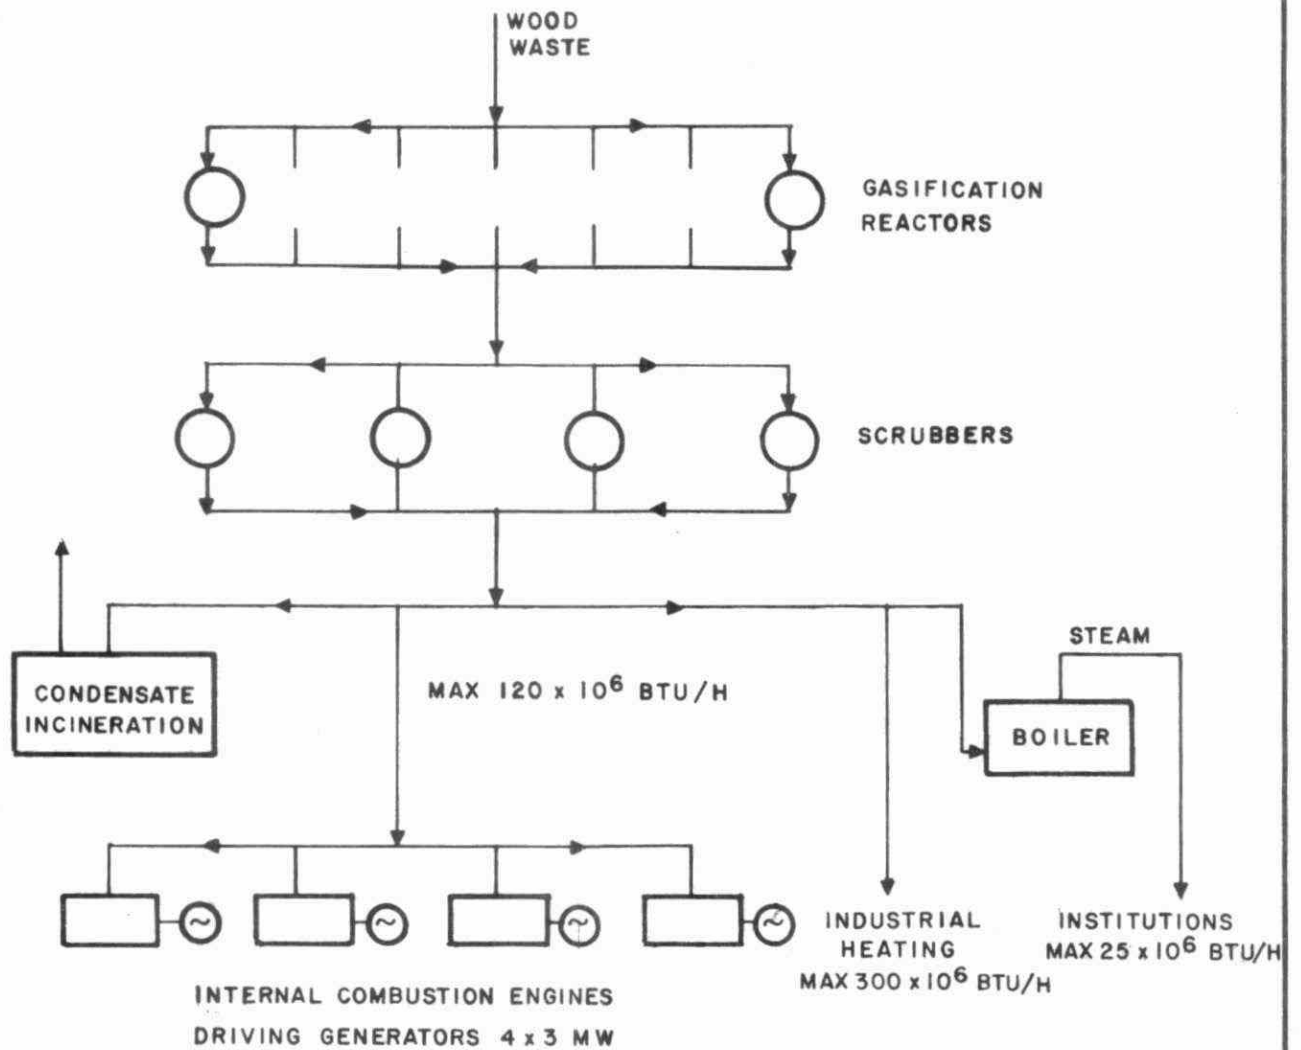 WOOD
WASTE
GASIFICATION
REACTORS
SCRUBBERS
STEAM
CONDENSATE
INCINERATION
MAX 120 x 10⁶ BTU/H
BOILER
INDUSTRIAL
HEATING
MAX 300 x 10⁶ BTU/H
INSTITUTIONS
MAX 25 x 10⁶ BTU/H
INTERNAL COMBUSTION ENGINES
DRIVING GENERATORS 4 x 3 MW